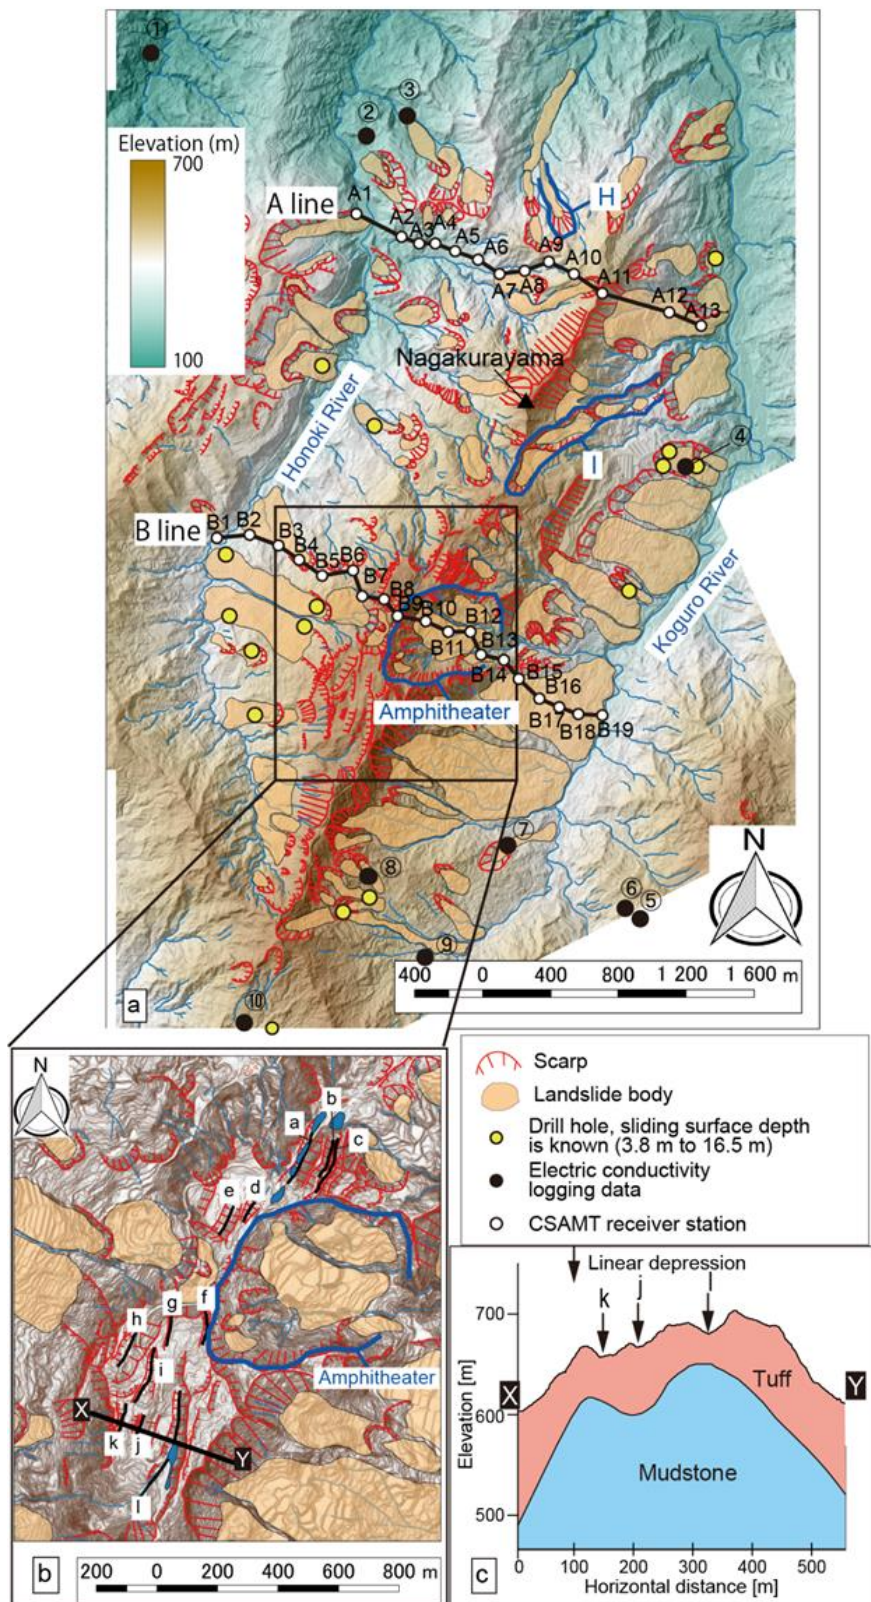 ①
②
③
Elevation (m)
700
100
A line
A1
A2
A3
A4
A5
A6
A7
A8
A9
A10
A11
A12
A13
H
Nagakurayama
Honoki River
I
④
B line
B1
B2
B3
B4
B5
B6
B7
B8
B9
B10
B11
B12
B13
B14
B15
B16
B17
B18
B19
Koguro River
Amphitheater
⑦
⑧
⑥
⑤
⑨
⑩
N
400 0 400 800 1 200 1 600 m
a
N
b
a
c
e
d
f
g
h
i
X
k
j
Y
l
Amphitheater
b
200 0 200 400 600 800 m
Scarp
Landslide body
Drill hole, sliding surface depth
is known (3.8 m to 16.5 m)
Electric conductivity
logging data
CSAMT receiver station
Linear depression
k
j
l
700
600
500
Elevation [m]
X
Y
Tuff
Mudstone
0 100 200 300 400 500
Horizontal distance [m]
c